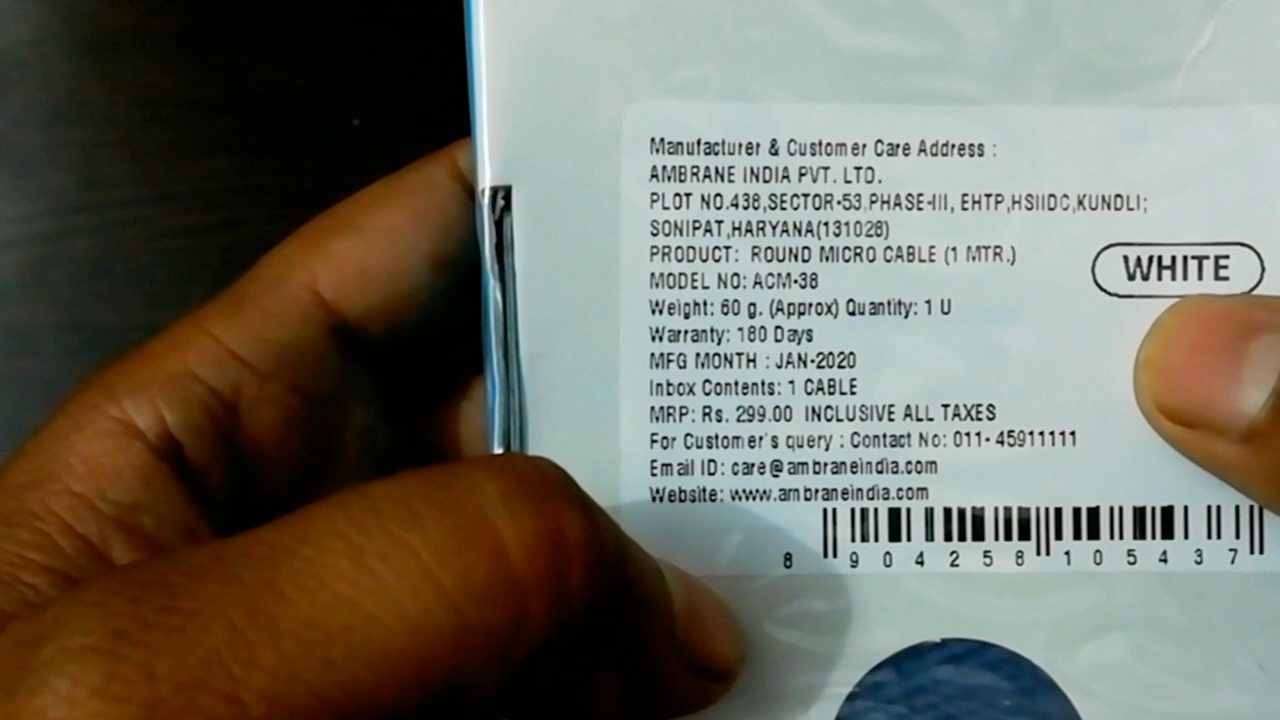 Manufacturer & Customer Care Address :
AMBRANE INDIA PVT. LTD.
PLOT NO.438,SECTOR-53,PHASE-III, EHTP,HSIIDC,KUNDLI;
SONIPAT,HARYANA(131028)
PRODUCT: ROUND MICRO CABLE (1 MTR.)
WHITE
MODEL NO: ACM-38
Weight: 60 g. (Approx) Quantity: 1 U
Warranty: 180 Days
MFG MONTH : JAN-2020
Inbox Contents: 1 CABLE
MRP: Rs. 299.00 INCLUSIVE ALL TAXES
For Customer's query : Contact No: 011- 45911111
Email ID: care@ambraneindia.com
Website: www.ambraneindia.com
8 904258 105437